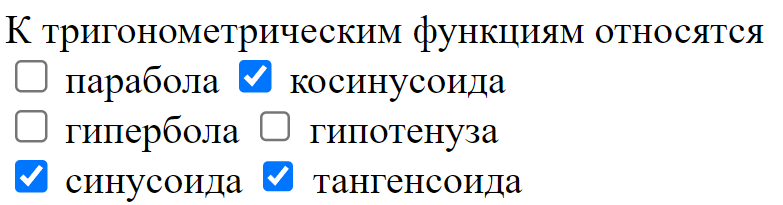 К тригонометрическим функциям относятся
парабола косинусоида
гипербола гипотенуза
синусоида тангенсоида